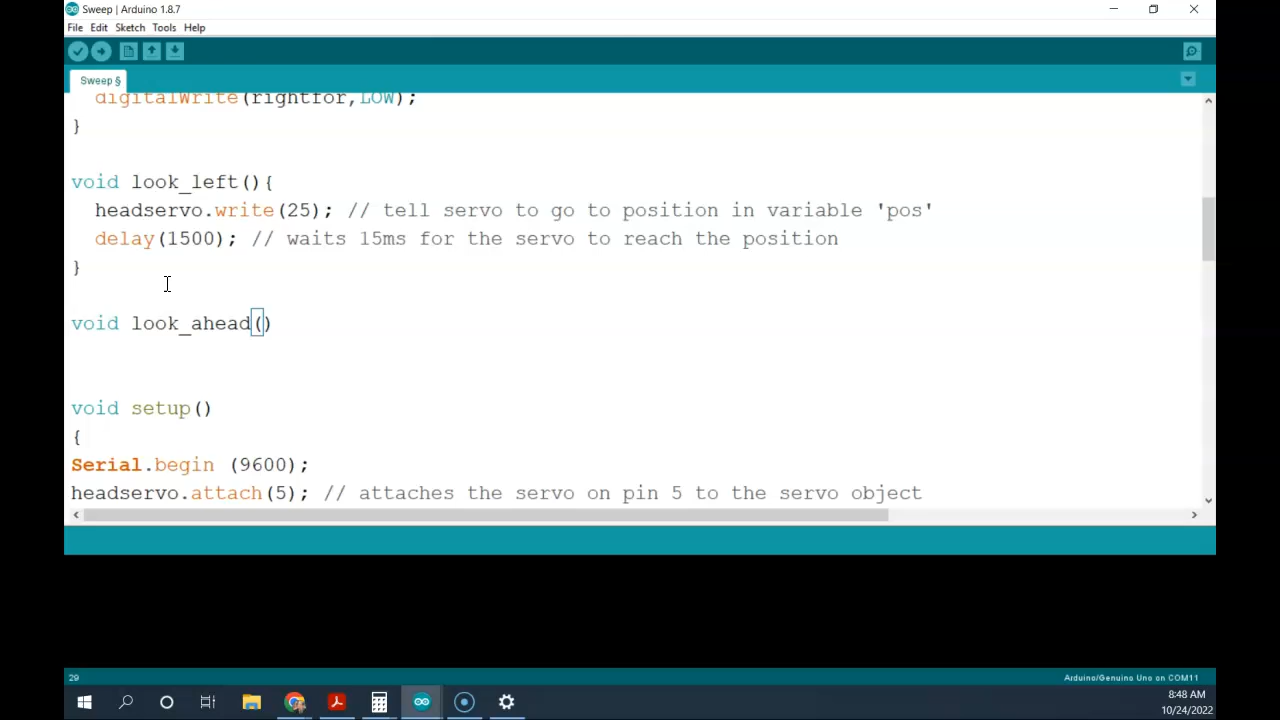 Sweep | Arduino 1.8.7
File Edit Sketch Tools Help
Sweep §
digitalWrite(rightfor,LOW);
}
void look_left(){
headservo.write(25); // tell servo to go to position in variable 'pos'
delay(1500); // waits 15ms for the servo to reach the position
}
void look_ahead()
void setup()
{
Serial.begin (9600);
headservo.attach(5); // attaches the servo on pin 5 to the servo object
29
Arduino/Genuino Uno on COM11
8:48 AM
10/24/2022